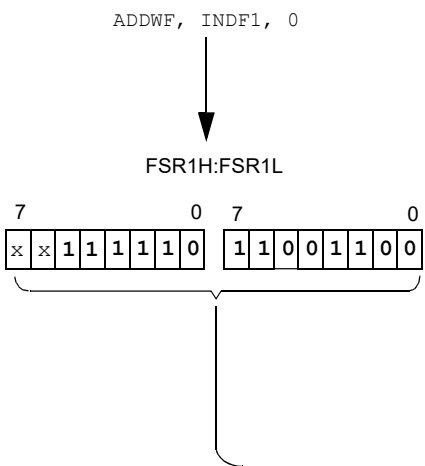 ADDWF, INDF1, 0
FSR1H:FSR1L
7 0 7 0
x x 1 1 1 1 1 0 1 1 0 0 1 1 0 0